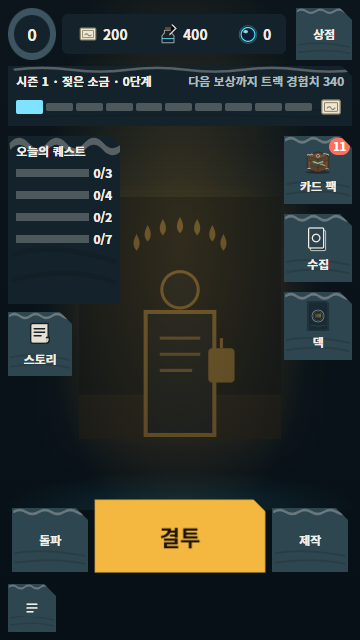 0
200
400
0
상점
시즌 1 · 젖은 소금 · 0단계
다음 보상까지 트랙 경험치 340
오늘의 퀘스트
0/3
0/4
0/2
0/7
11
카드 팩
수집
덱
스토리
돌파
결투
제작